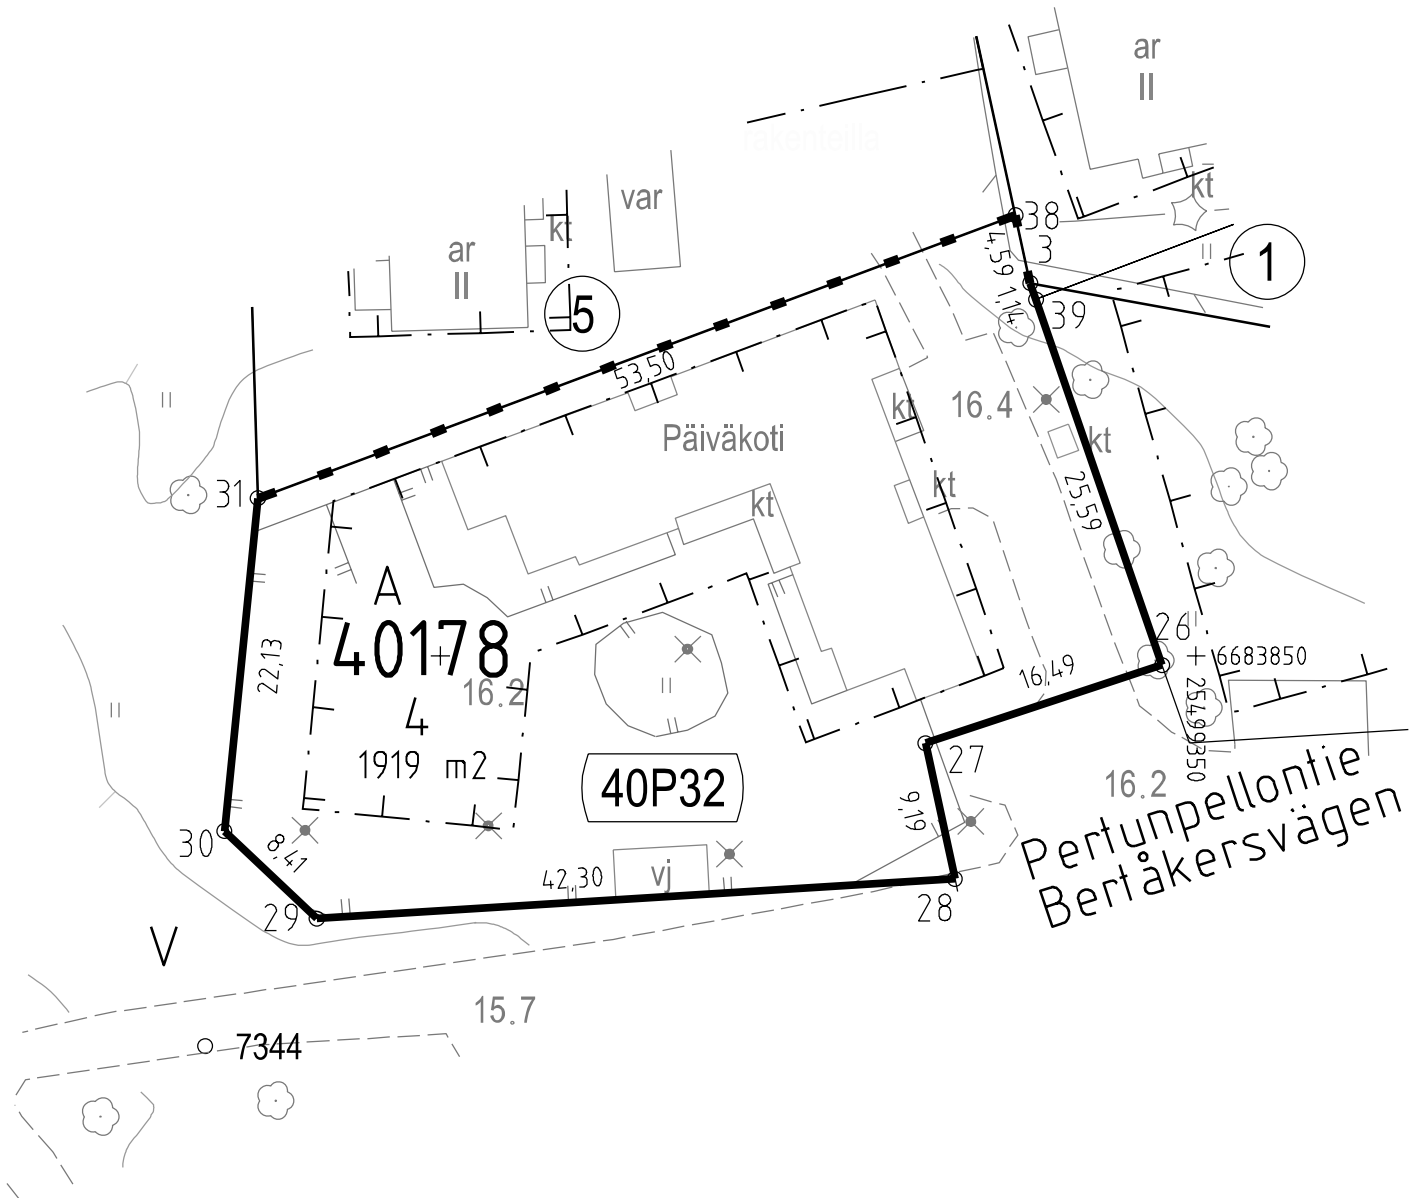 ar
II
rakenteilla
var
kt
kt
ar
II
38
3
4,59
1,14
39
1
5
53,50
16.4
kt
kt
Päiväkoti
31
kt
kt
25,59
A
40178
16.2
4
1919 m2
22,13
26
6683850
25499350
16,49
27
40P32
16.2
Pertunpellontie
Bertåkersvägen
9,19
30
8,41
vj
42,30
29
28
V
15.7
7344